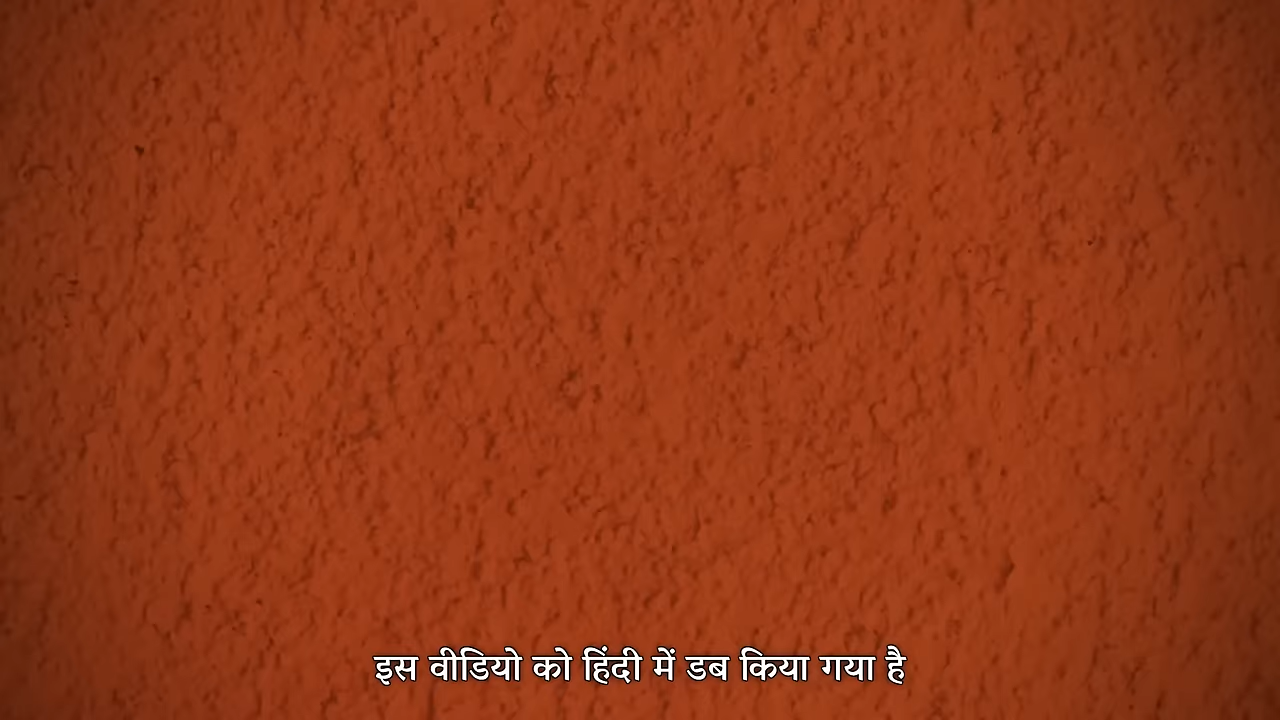 इस वीडियो को हिंदी में डब किया गया है